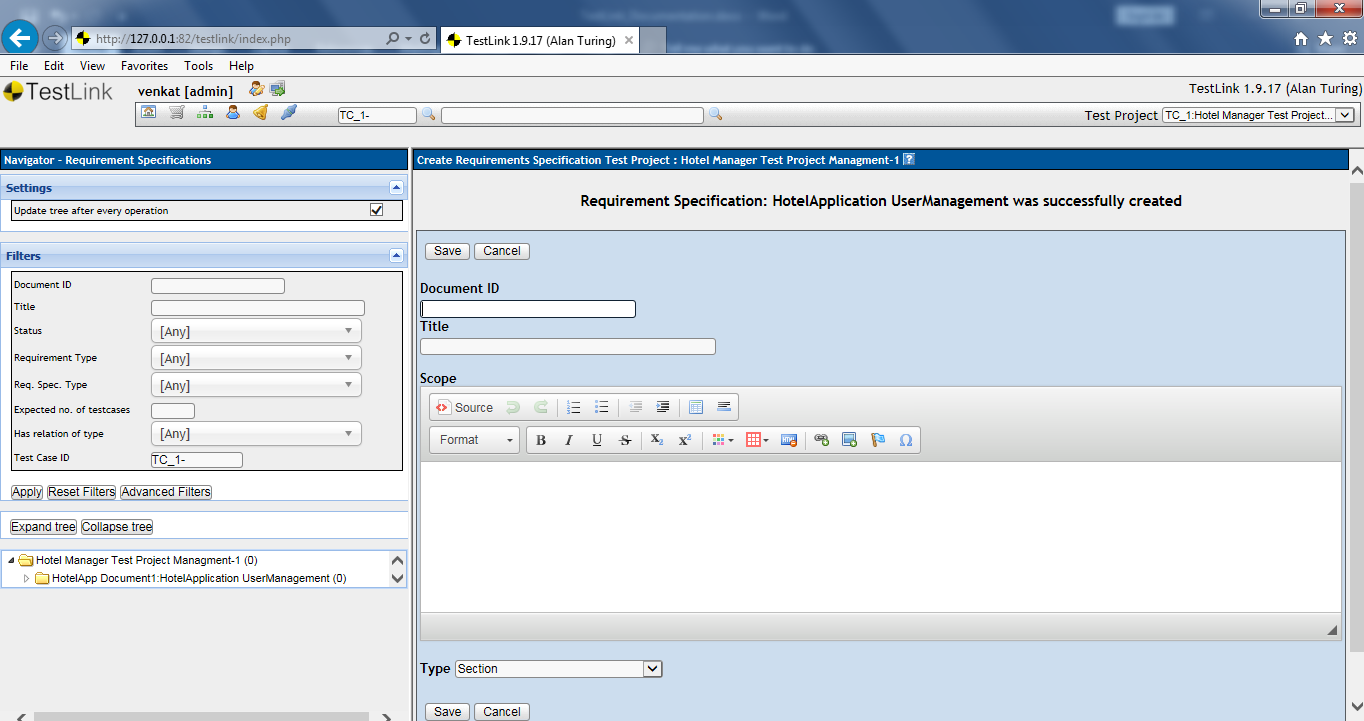 http://127.0.0.1:82/testlink/index.php
TestLink 1.9.17 (Alan Turing)
File Edit View Favorites Tools Help
TestLink
venkat [admin]
TestLink 1.9.17 (Alan Turing)
TC_1-
Test Project TC_1:Hotel Manager Test Project...
Navigator - Requirement Specifications
Settings
Update tree after every operation
Filters
Document ID
Title
Status [Any]
Requirement Type [Any]
Req. Spec. Type [Any]
Expected no. of testcases
Has relation of type [Any]
Test Case ID TC_1-
Apply Reset Filters Advanced Filters
Expand tree Collapse tree
Hotel Manager Test Project Managment-1 (0)
HotelApp Document1:HotelApplication UserManagement (0)
Create Requirements Specification Test Project : Hotel Manager Test Project Managment-1 ?
Requirement Specification: HotelApplication UserManagement was successfully created
Save Cancel
Document ID
Title
Scope
Source
Format B I U S X2 X2
Type Section
Save Cancel